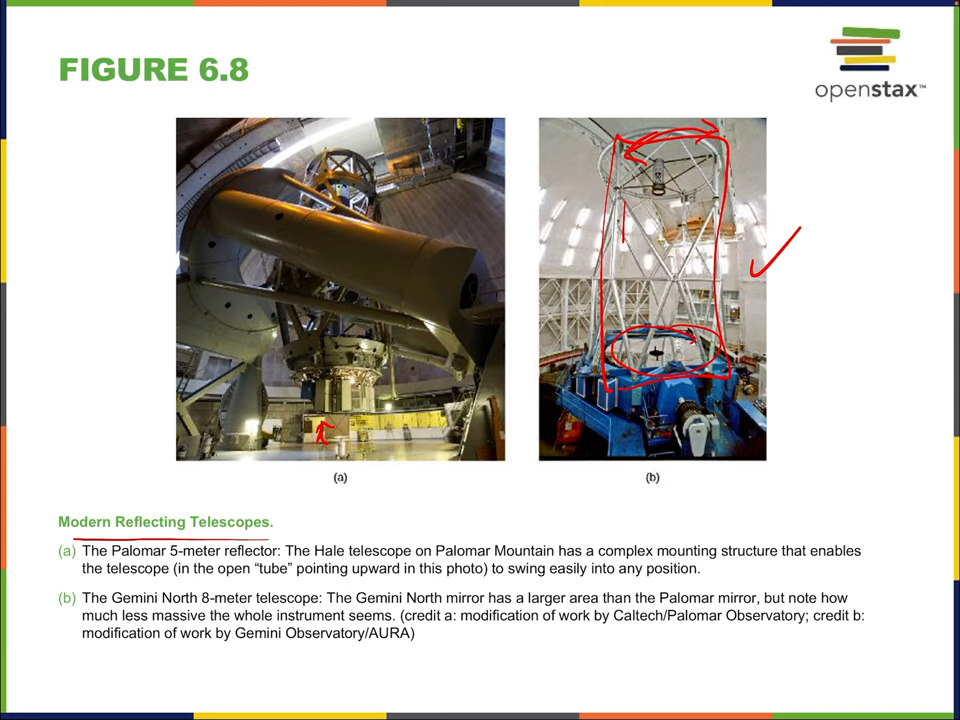 FIGURE 6.8
openstax™
(a)
(b)
Modern Reflecting Telescopes.
(a) The Palomar 5-meter reflector: The Hale telescope on Palomar Mountain has a complex mounting structure that enables
the telescope (in the open “tube” pointing upward in this photo) to swing easily into any position.
(b) The Gemini North 8-meter telescope: The Gemini North mirror has a larger area than the Palomar mirror, but note how
much less massive the whole instrument seems. (credit a: modification of work by Caltech/Palomar Observatory; credit b:
modification of work by Gemini Observatory/AURA)